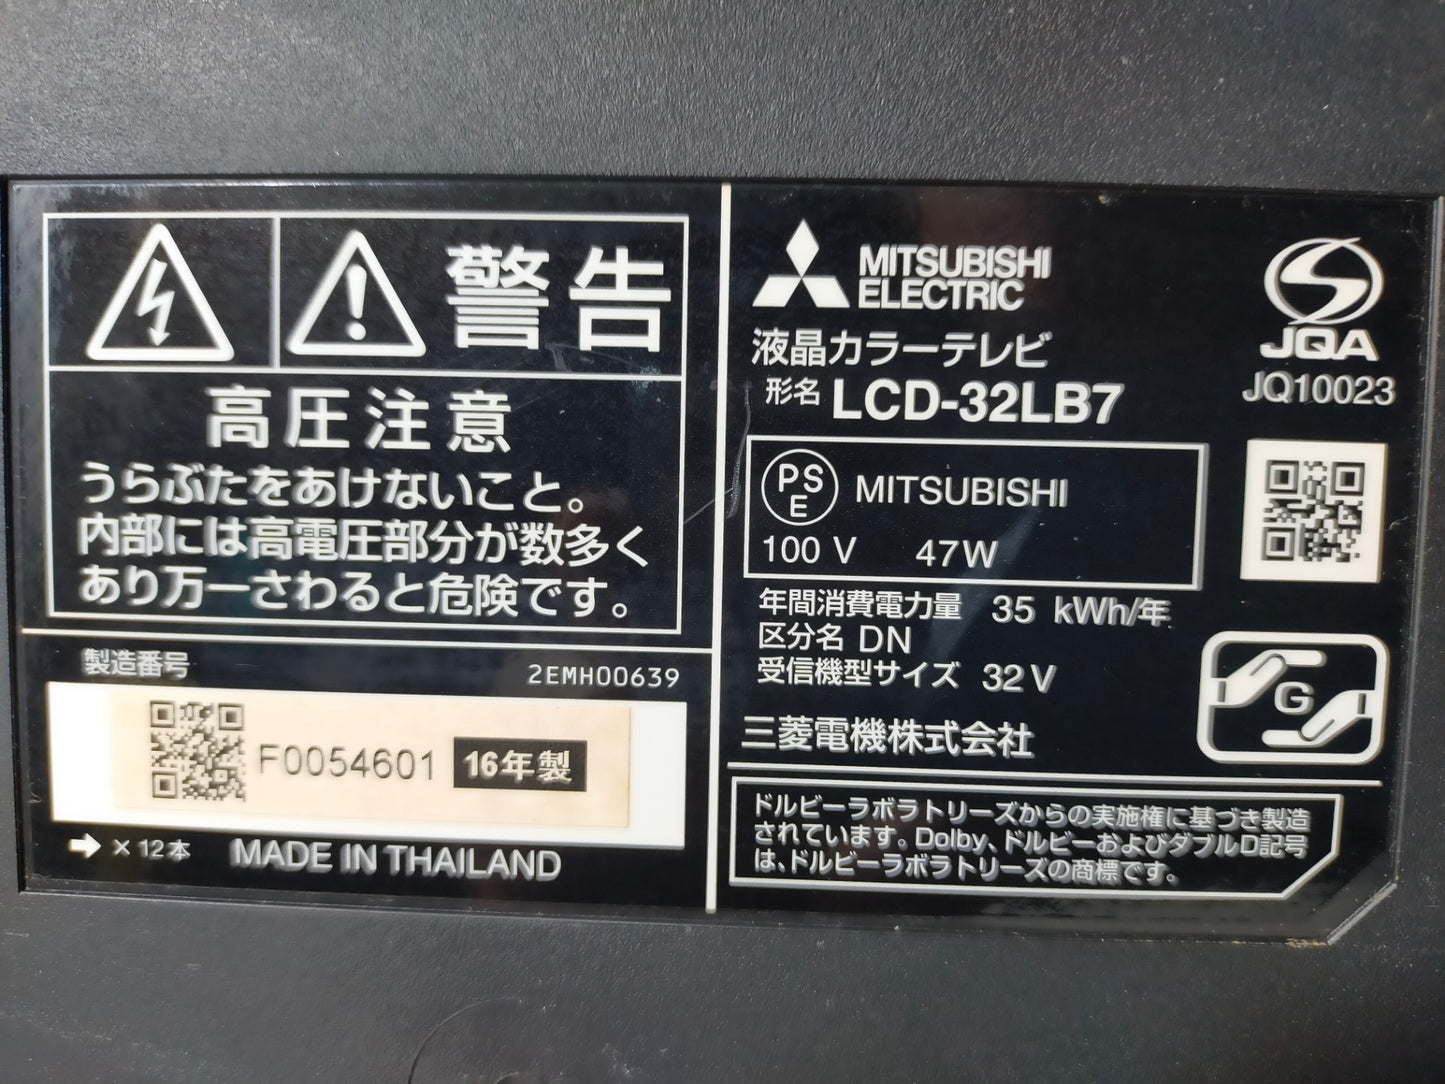 警告
高圧注意
うらぶたをあけないこと。
内部には高電圧部分が数多く
あり万一さわると危険です。
製造番号 2EMH00639
F0054601 16年製
➡ × 12本 MADE IN THAILAND
MITSUBISHI
ELECTRIC
液晶カラーテレビ
形名 LCD-32LB7
JQA
JQ10023
PSE MITSUBISHI
100 V 47W
年間消費電力量 35 kWh/年
区分名 DN
受信機型サイズ 32V
G
三菱電機株式会社
ドルビーラボラトリーズからの実施権に基づき製造
されています。Dolby、ドルビーおよびダブルD記号
は、ドルビーラボラトリーズの商標です。